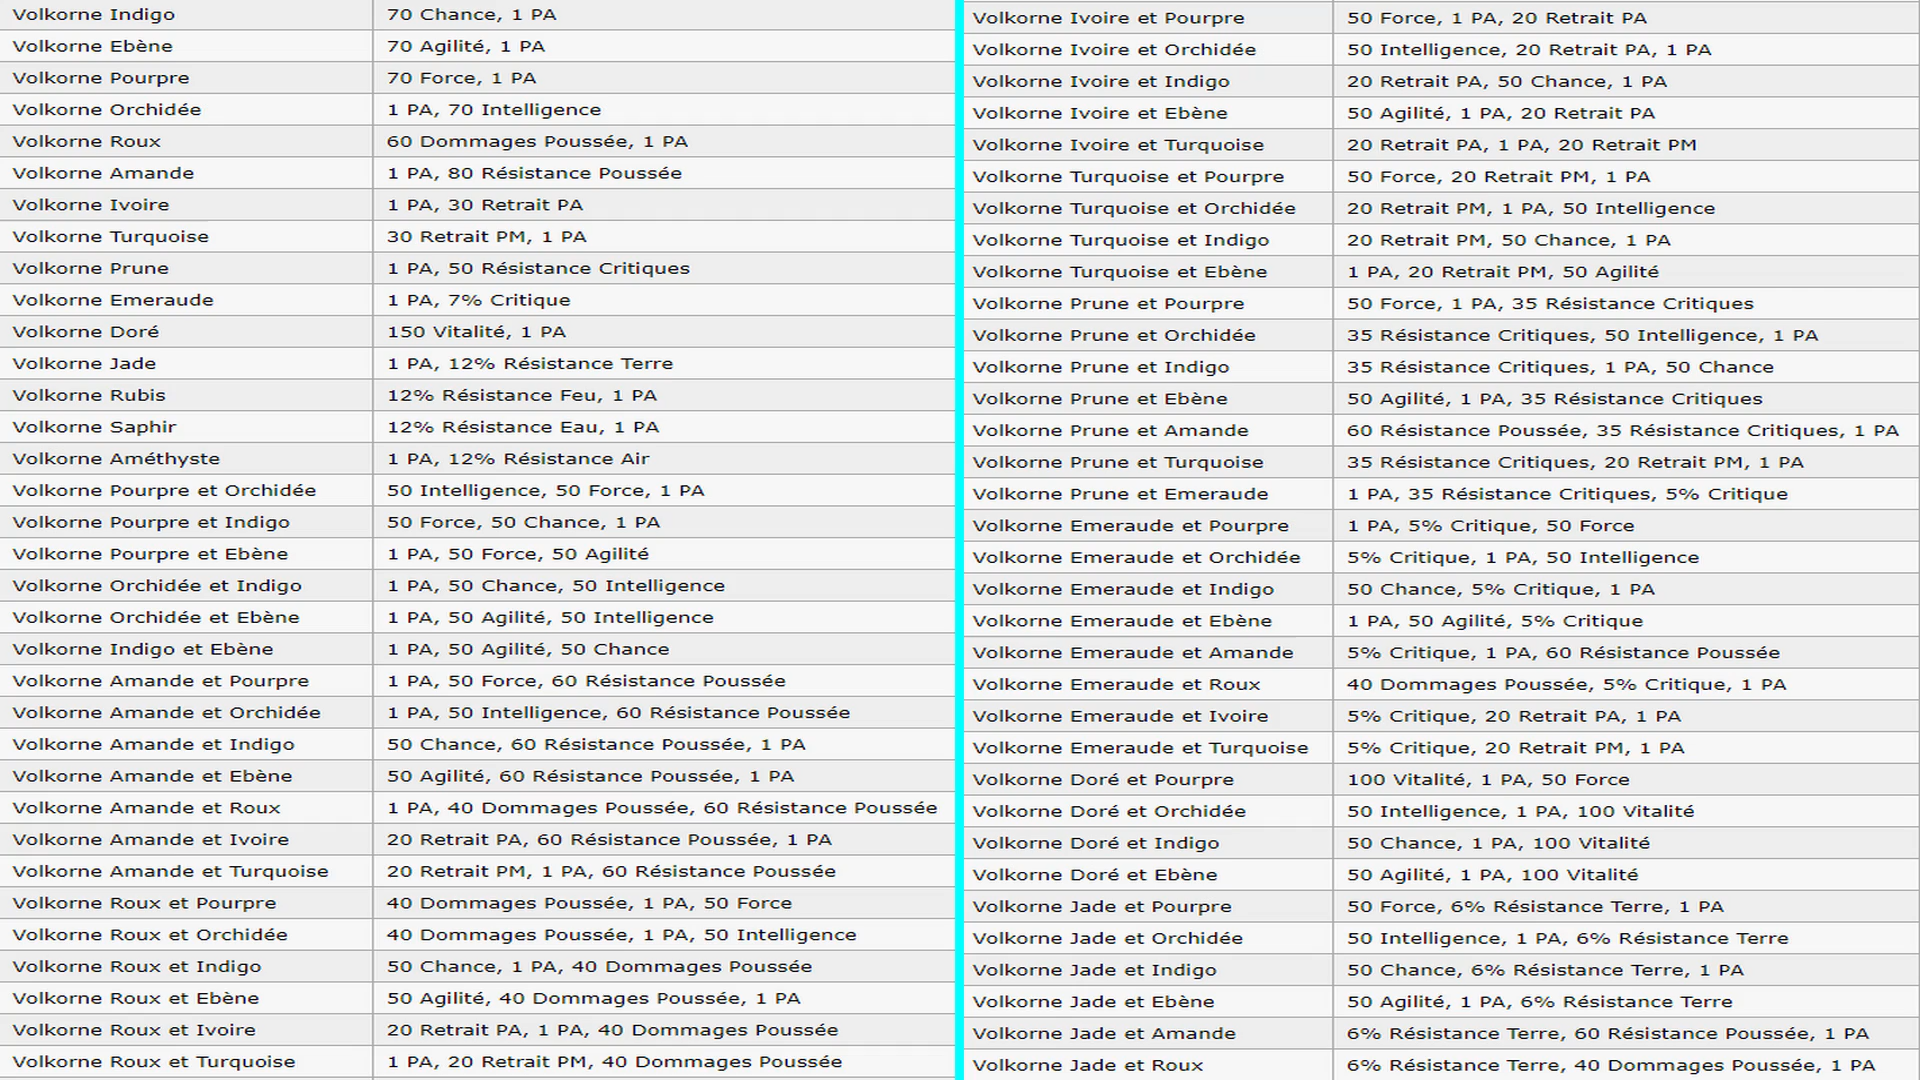 Volkorne Indigo 70 Chance, 1 PA
Volkorne Ebène 70 Agilité, 1 PA
Volkorne Pourpre 70 Force, 1 PA
Volkorne Orchidée 1 PA, 70 Intelligence
Volkorne Roux 60 Dommages Poussée, 1 PA
Volkorne Amande 1 PA, 80 Résistance Poussée
Volkorne Ivoire 1 PA, 30 Retrait PA
Volkorne Turquoise 30 Retrait PM, 1 PA
Volkorne Prune 1 PA, 50 Résistance Critiques
Volkorne Emeraude 1 PA, 7% Critique
Volkorne Doré 150 Vitalité, 1 PA
Volkorne Jade 1 PA, 12% Résistance Terre
Volkorne Rubis 12% Résistance Feu, 1 PA
Volkorne Saphir 12% Résistance Eau, 1 PA
Volkorne Améthyste 1 PA, 12% Résistance Air
Volkorne Pourpre et Orchidée 50 Intelligence, 50 Force, 1 PA
Volkorne Pourpre et Indigo 50 Force, 50 Chance, 1 PA
Volkorne Pourpre et Ebène 1 PA, 50 Force, 50 Agilité
Volkorne Orchidée et Indigo 1 PA, 50 Chance, 50 Intelligence
Volkorne Orchidée et Ebène 1 PA, 50 Agilité, 50 Intelligence
Volkorne Indigo et Ebène 1 PA, 50 Agilité, 50 Chance
Volkorne Amande et Pourpre 1 PA, 50 Force, 60 Résistance Poussée
Volkorne Amande et Orchidée 1 PA, 50 Intelligence, 60 Résistance Poussée
Volkorne Amande et Indigo 50 Chance, 60 Résistance Poussée, 1 PA
Volkorne Amande et Ebène 50 Agilité, 60 Résistance Poussée, 1 PA
Volkorne Amande et Roux 1 PA, 40 Dommages Poussée, 60 Résistance Poussée
Volkorne Amande et Ivoire 20 Retrait PA, 60 Résistance Poussée, 1 PA
Volkorne Amande et Turquoise 20 Retrait PM, 1 PA, 60 Résistance Poussée
Volkorne Roux et Pourpre 40 Dommages Poussée, 1 PA, 50 Force
Volkorne Roux et Orchidée 40 Dommages Poussée, 1 PA, 50 Intelligence
Volkorne Roux et Indigo 50 Chance, 1 PA, 40 Dommages Poussée
Volkorne Roux et Ebène 50 Agilité, 40 Dommages Poussée, 1 PA
Volkorne Roux et Ivoire 20 Retrait PA, 1 PA, 40 Dommages Poussée
Volkorne Roux et Turquoise 1 PA, 20 Retrait PM, 40 Dommages Poussée
Volkorne Ivoire et Pourpre 50 Force, 1 PA, 20 Retrait PA
Volkorne Ivoire et Orchidée 50 Intelligence, 20 Retrait PA, 1 PA
Volkorne Ivoire et Indigo 20 Retrait PA, 50 Chance, 1 PA
Volkorne Ivoire et Ebène 50 Agilité, 1 PA, 20 Retrait PA
Volkorne Ivoire et Turquoise 20 Retrait PA, 1 PA, 20 Retrait PM
Volkorne Turquoise et Pourpre 50 Force, 20 Retrait PM, 1 PA
Volkorne Turquoise et Orchidée 20 Retrait PM, 1 PA, 50 Intelligence
Volkorne Turquoise et Indigo 20 Retrait PM, 50 Chance, 1 PA
Volkorne Turquoise et Ebène 1 PA, 20 Retrait PM, 50 Agilité
Volkorne Prune et Pourpre 50 Force, 1 PA, 35 Résistance Critiques
Volkorne Prune et Orchidée 35 Résistance Critiques, 50 Intelligence, 1 PA
Volkorne Prune et Indigo 35 Résistance Critiques, 1 PA, 50 Chance
Volkorne Prune et Ebène 50 Agilité, 1 PA, 35 Résistance Critiques
Volkorne Prune et Amande 60 Résistance Poussée, 35 Résistance Critiques, 1 PA
Volkorne Prune et Turquoise 35 Résistance Critiques, 20 Retrait PM, 1 PA
Volkorne Prune et Emeraude 1 PA, 35 Résistance Critiques, 5% Critique
Volkorne Emeraude et Pourpre 1 PA, 5% Critique, 50 Force
Volkorne Emeraude et Orchidée 5% Critique, 1 PA, 50 Intelligence
Volkorne Emeraude et Indigo 50 Chance, 5% Critique, 1 PA
Volkorne Emeraude et Ebène 1 PA, 50 Agilité, 5% Critique
Volkorne Emeraude et Amande 5% Critique, 1 PA, 60 Résistance Poussée
Volkorne Emeraude et Roux 40 Dommages Poussée, 5% Critique, 1 PA
Volkorne Emeraude et Ivoire 5% Critique, 20 Retrait PA, 1 PA
Volkorne Emeraude et Turquoise 5% Critique, 20 Retrait PM, 1 PA
Volkorne Doré et Pourpre 100 Vitalité, 1 PA, 50 Force
Volkorne Doré et Orchidée 50 Intelligence, 1 PA, 100 Vitalité
Volkorne Doré et Indigo 50 Chance, 1 PA, 100 Vitalité
Volkorne Doré et Ebène 50 Agilité, 1 PA, 100 Vitalité
Volkorne Jade et Pourpre 50 Force, 6% Résistance Terre, 1 PA
Volkorne Jade et Orchidée 50 Intelligence, 1 PA, 6% Résistance Terre
Volkorne Jade et Indigo 50 Chance, 6% Résistance Terre, 1 PA
Volkorne Jade et Ebène 50 Agilité, 1 PA, 6% Résistance Terre
Volkorne Jade et Amande 6% Résistance Terre, 60 Résistance Poussée, 1 PA
Volkorne Jade et Roux 6% Résistance Terre, 40 Dommages Poussée, 1 PA